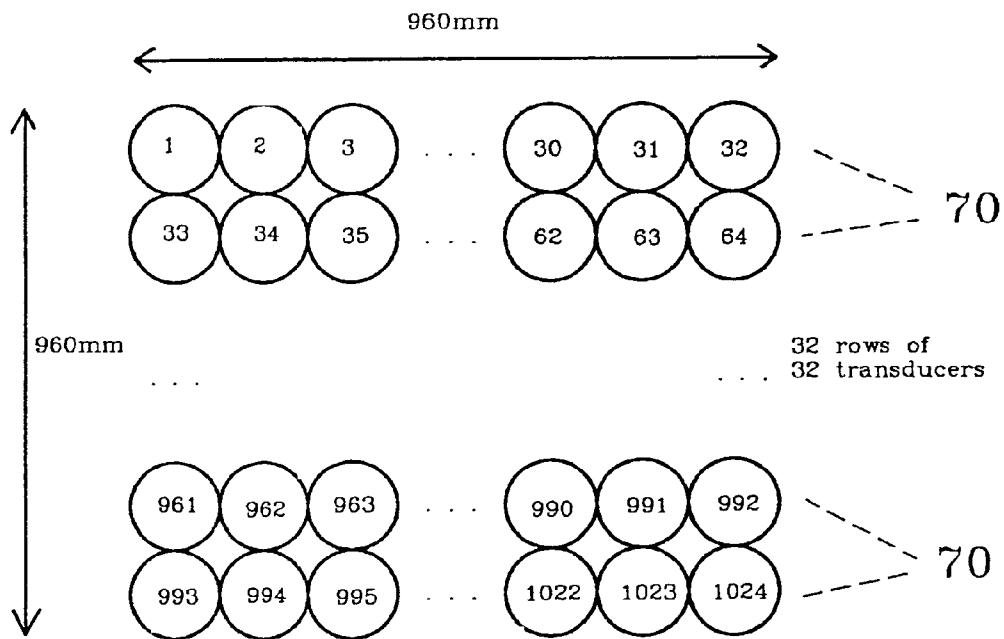 960mm
1 2 3 . . . 30 31 32
70
33 34 35 . . . 62 63 64
960mm
32 rows of
32 transducers
. . . . . .
961 962 963 . . . 990 991 992
70
993 994 995 . . . 1022 1023 1024